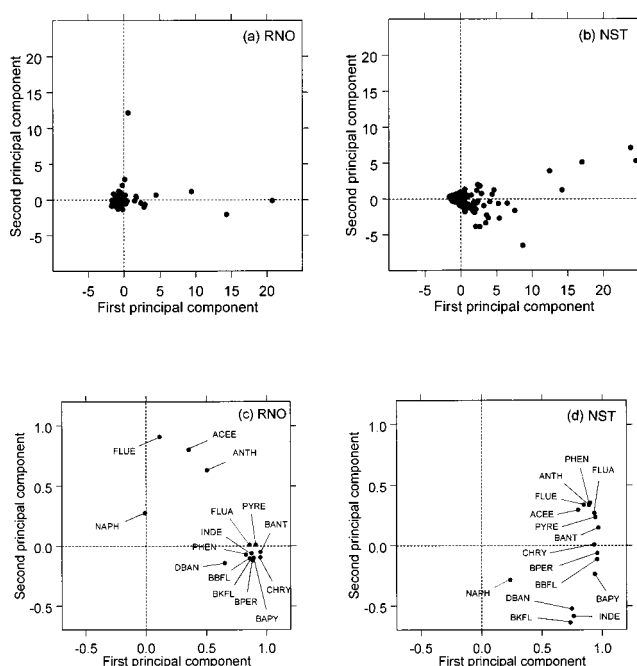 (a) RNO
Second principal component
25
20
15
10
5
0
-5
-5 0 5 10 15 20
First principal component
(b) NST
Second principal component
25
20
15
10
5
0
-5
-5 0 5 10 15 20
First principal component
(c) RNO
Second principal component
1.0
0.5
0.0
-0.5
FLUE
ACEE
ANTH
NAPH
PYRE
FLUA
BANT
INDE
PHEN
DBAN
BBFL
BKFL
BPER
CHRY
BAPY
0.0 0.5 1.0
First principal component
(d) NST
Second principal component
1.0
0.5
0.0
-0.5
PHEN
ANTH
FLUA
FLUE
ACEE
PYRE
BANT
CHRY
BPER
BBFL
NAPH
BAPY
DBAN
INDE
BKFL
0.0 0.5 1.0
First principal component